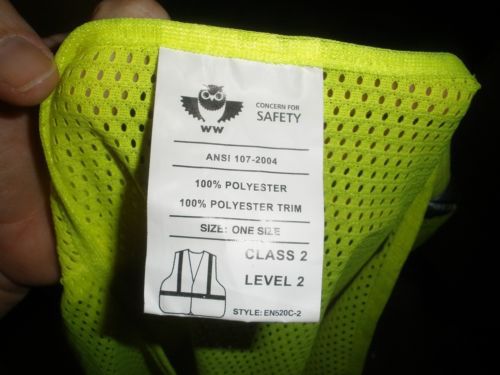 CONCERN FOR
SAFETY
WW
ANSI 107-2004
100% POLYESTER
100% POLYESTER TRIM
SIZE: ONE SIZE
CLASS 2
LEVEL 2
STYLE: EN520C-2